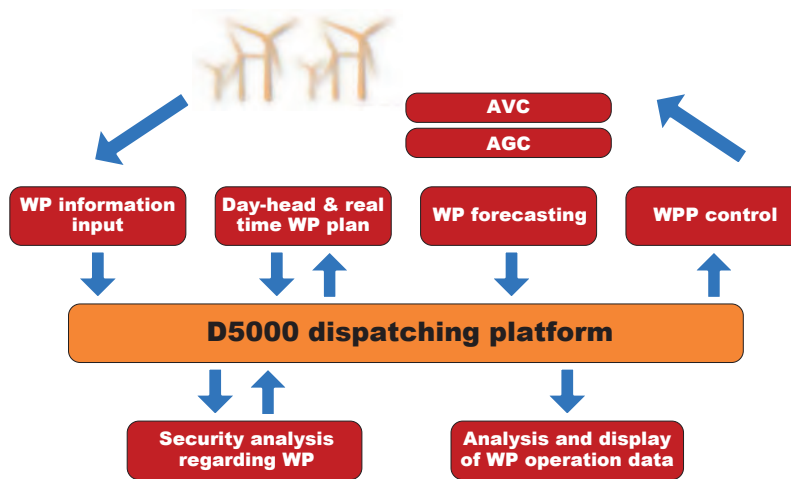 AVC
AGC
WP information
input
Day-head & real
time WP plan
WP forecasting
WPP control
D5000 dispatching platform
Security analysis
regarding WP
Analysis and display
of WP operation data